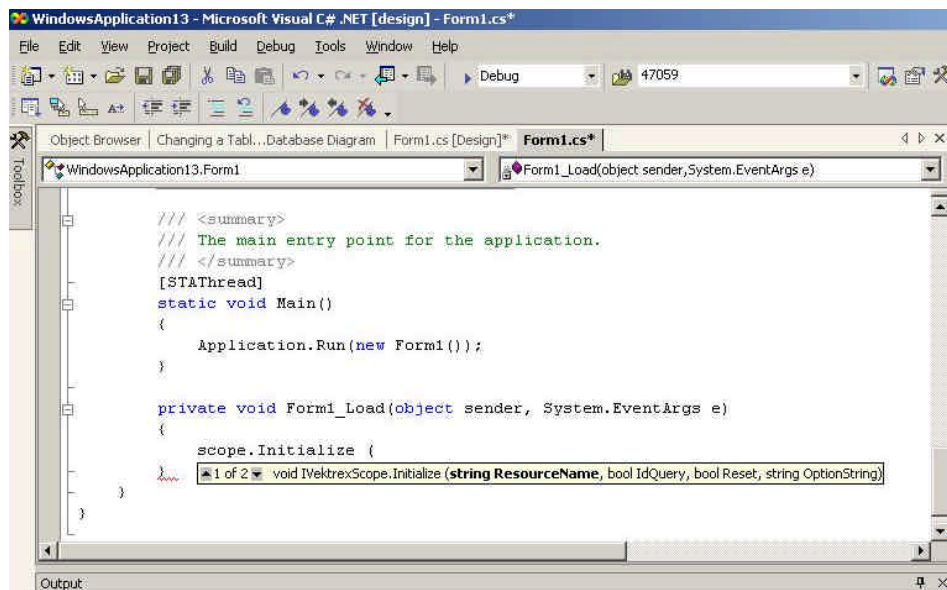 WindowsApplication13 - Microsoft Visual C# .NET [design] - Form1.cs*
File Edit View Project Build Debug Tools Window Help
Debug 47059
Object Browser Changing a Tabl...Database Diagram Form1.cs [Design]* Form1.cs*
Toolbox
WindowsApplication13.Form1 Form1_Load(object sender,System.EventArgs e)
/// <summary>
/// The main entry point for the application.
/// </summary>
[STAThread]
static void Main()
{
Application.Run(new Form1());
}
private void Form1_Load(object sender, System.EventArgs e)
{
scope.Initialize (
} 1 of 2 void IVektrexScope.Initialize (string ResourceName, bool IdQuery, bool Reset, string OptionString)
}
}
Output